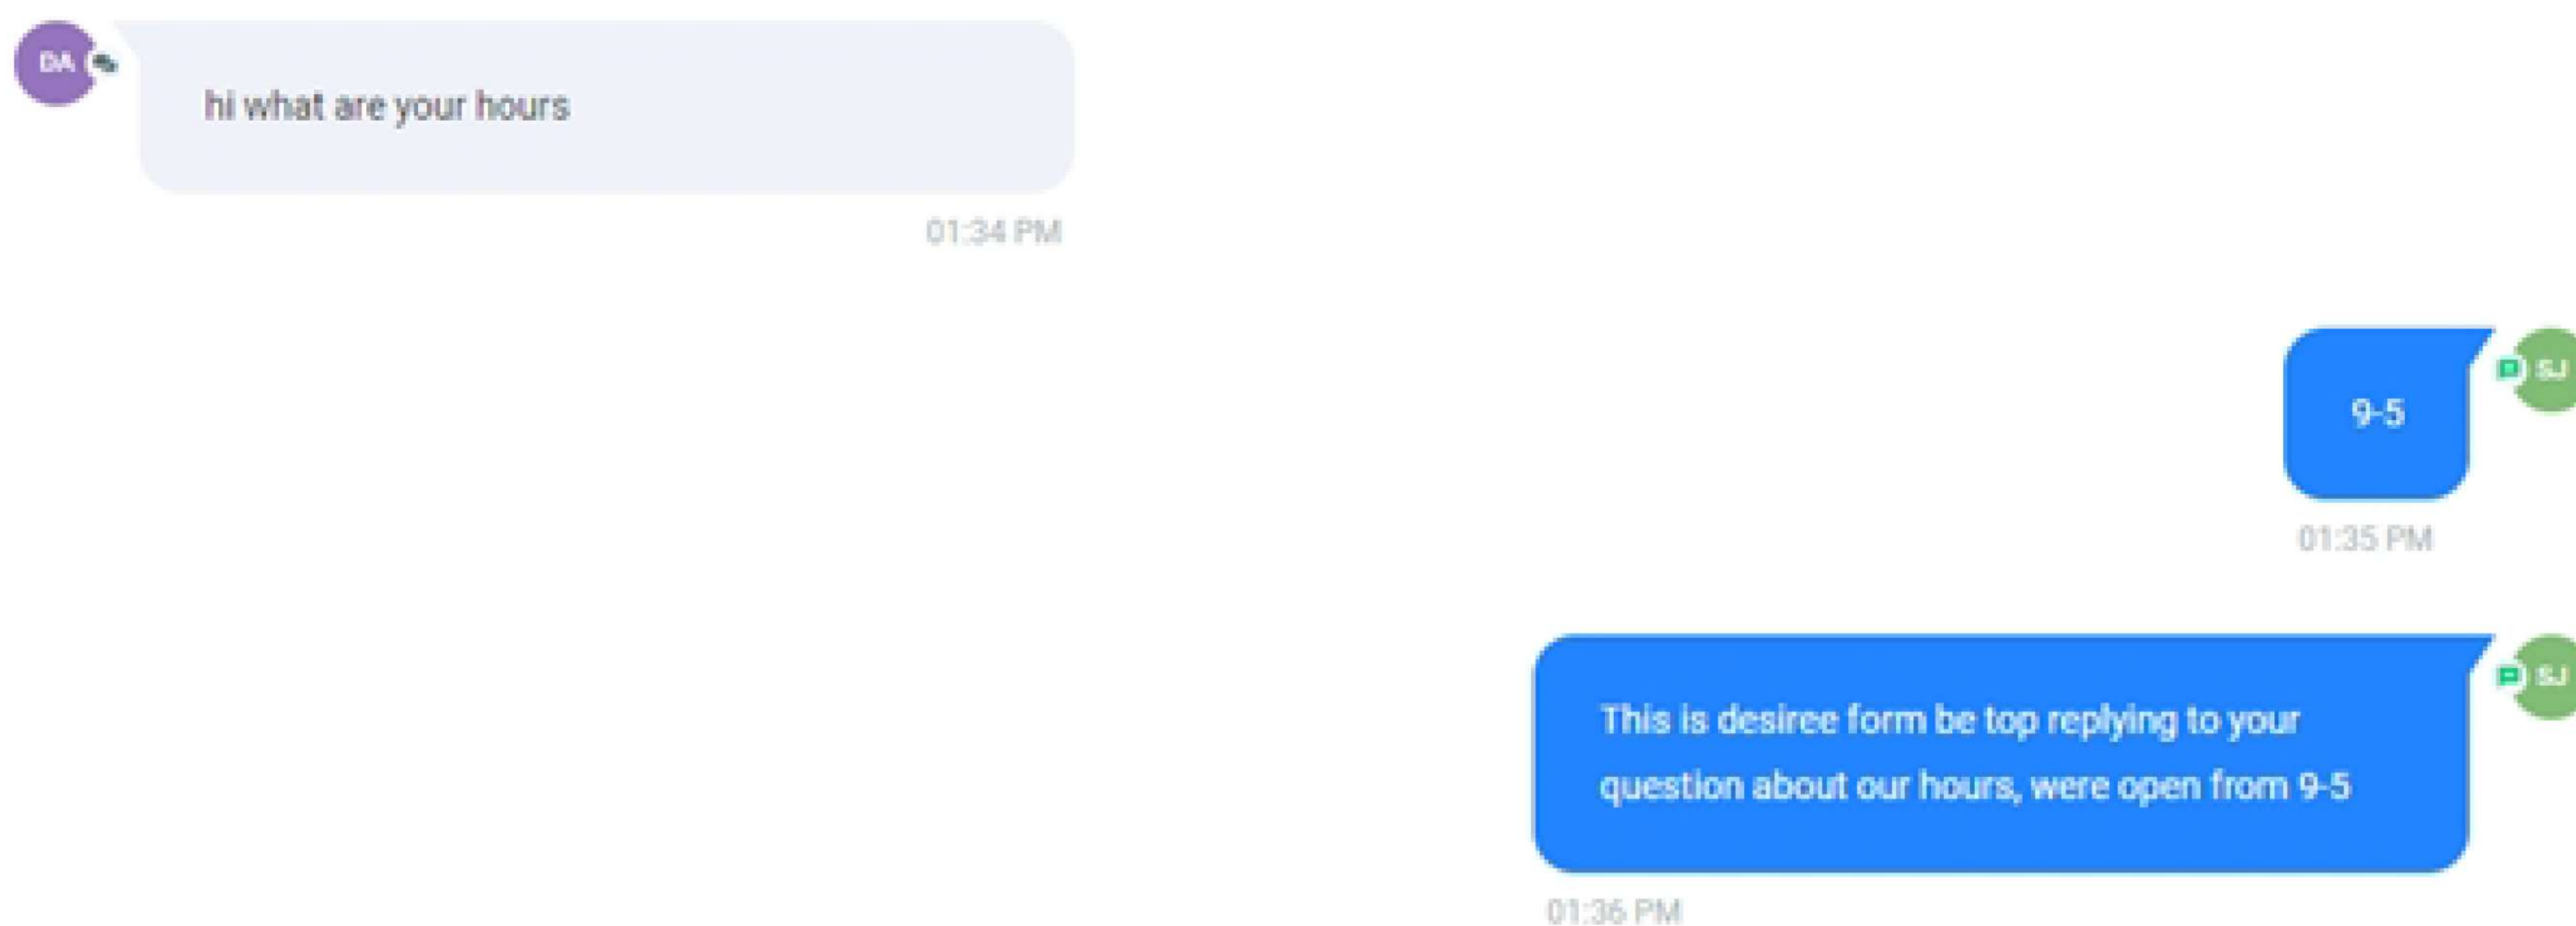 DA
hi what are your hours
01:34 PM
SJ
9-5
01:35 PM
SJ
This is desiree form be top replying to your
question about our hours, were open from 9-5
01:36 PM